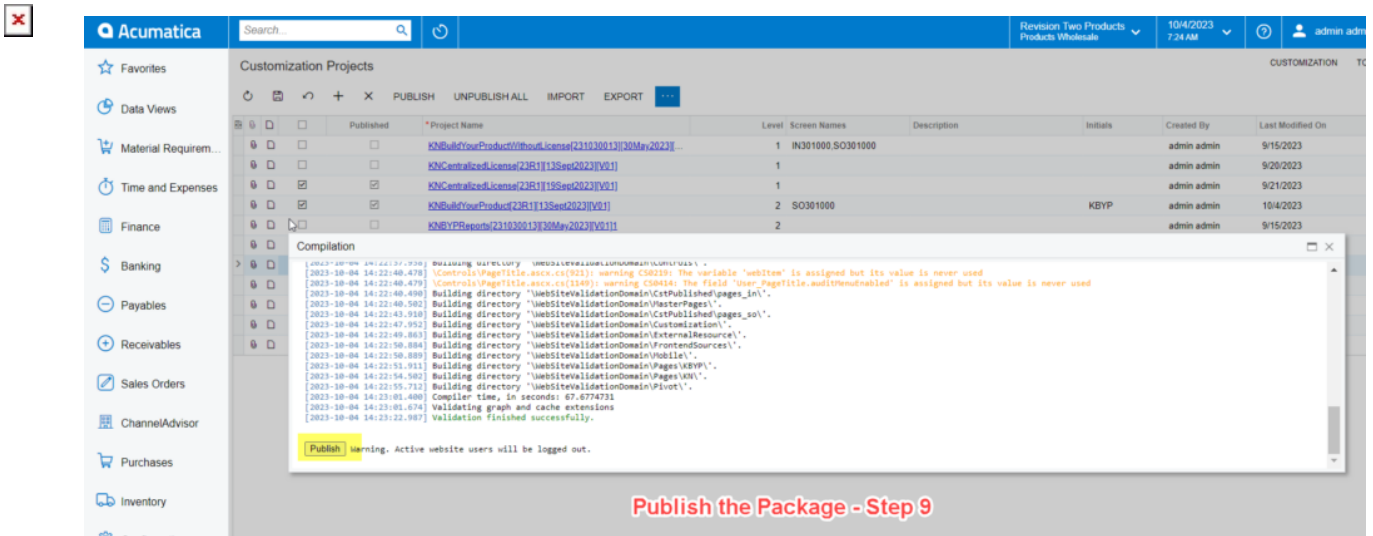 Acumatica
Search...
Revision Two Products
Products Wholesale
10/4/2023
7:24 AM
admin adm
Favorites
Data Views
Material Requirem...
Time and Expenses
Finance
Banking
Payables
Receivables
Sales Orders
ChannelAdvisor
Purchases
Inventory
Customization Projects
CUSTOMIZATION TO
PUBLISH UNPUBLISH ALL IMPORT EXPORT ...
Published *Project Name Level Screen Names Description Initials Created By Last Modified On
KNBuildYourProductWithoutLicense[231030013][30May2023][... 1 IN301000,SO301000 admin admin 9/15/2023
KNCentralizedLicense[23R1][13Sept2023][V01] 1 admin admin 9/20/2023
KNCentralizedLicense[23R1][19Sept2023][V01] 1 admin admin 9/21/2023
KNBuildYourProduct[23R1][13Sept2023][V01] 2 SO301000 KBYP admin admin 10/4/2023
KNBYPReports[231030013][30May2023][V01]1 2 admin admin 9/15/2023
Compilation
[2023-10-04 14:22:37.938] Building directory '\WebSiteValidationDomain\Controls\'.
[2023-10-04 14:22:40.478] \Controls\PageTitle.ascx.cs(921): warning CS0219: The variable 'webItem' is assigned but its value is never used
[2023-10-04 14:22:40.479] \Controls\PageTitle.ascx.cs(1149): warning CS0414: The field 'User_PageTitle.auditMenuEnabled' is assigned but its value is never used
[2023-10-04 14:22:40.490] Building directory '\WebSiteValidationDomain\CstPublished\pages_in\'.
[2023-10-04 14:22:40.502] Building directory '\WebSiteValidationDomain\MasterPages\'.
[2023-10-04 14:22:43.910] Building directory '\WebSiteValidationDomain\CstPublished\pages_so\'.
[2023-10-04 14:22:47.952] Building directory '\WebSiteValidationDomain\Customization\'.
[2023-10-04 14:22:49.863] Building directory '\WebSiteValidationDomain\ExternalResource\'.
[2023-10-04 14:22:50.884] Building directory '\WebSiteValidationDomain\FrontendSources\'.
[2023-10-04 14:22:50.889] Building directory '\WebSiteValidationDomain\Mobile\'.
[2023-10-04 14:22:51.911] Building directory '\WebSiteValidationDomain\Pages\KBYP\'.
[2023-10-04 14:22:54.502] Building directory '\WebSiteValidationDomain\Pages\KN\'.
[2023-10-04 14:22:55.712] Building directory '\WebSiteValidationDomain\Pivot\'.
[2023-10-04 14:23:01.400] Compiler time, in seconds: 67.6774731
[2023-10-04 14:23:01.674] Validating graph and cache extensions
[2023-10-04 14:23:22.987] Validation finished successfully.
Publish Warning. Active website users will be logged out.
Publish the Package - Step 9